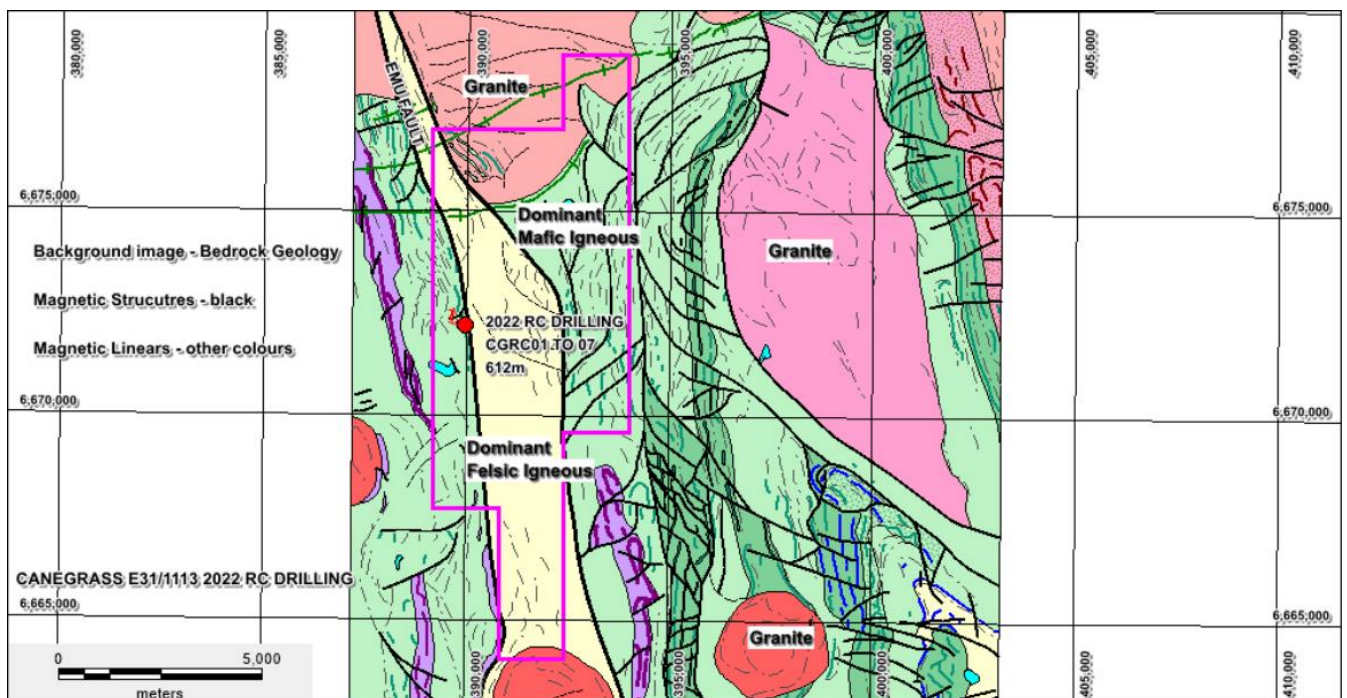 380,000
385,000
390,000
395,000
400,000
405,000
410,000
EMU FAULT
Granite
6,675,000
6,675,000
Dominant
Mafic Igneous
Background image - Bedrock Geology
Granite
Magnetic Strucutres - black
2022 RC DRILLING
CGRC01 TO 07
612m
Magnetic Linears - other colours
6,670,000
6,670,000
Dominant
Felsic Igneous
CANEGRASS E31/1113 2022 RC DRILLING
6,665,000
6,665,000
Granite
0 5,000
meters
390,000
395,000
400,000
405,000
410,000